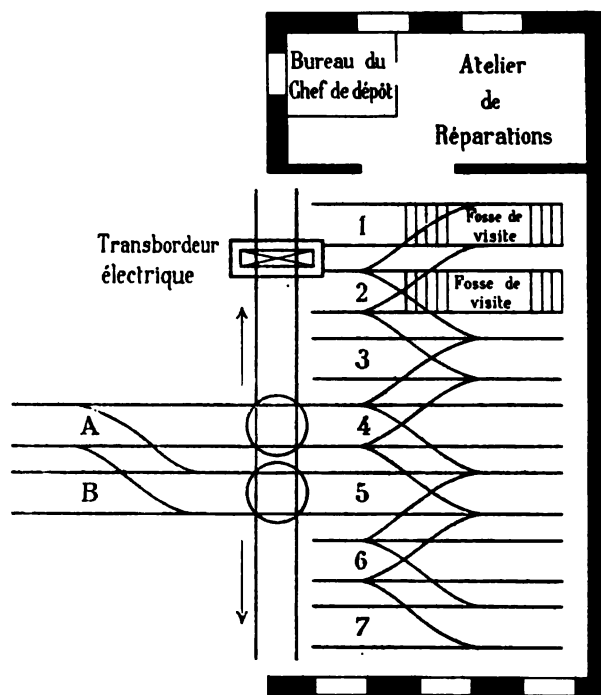 Bureau du
Chef de dépôt
Atelier
de
Réparations
1
Fosse de
visite
Transbordeur
électrique
2
Fosse de
visite
3
A
4
B
5
6
7